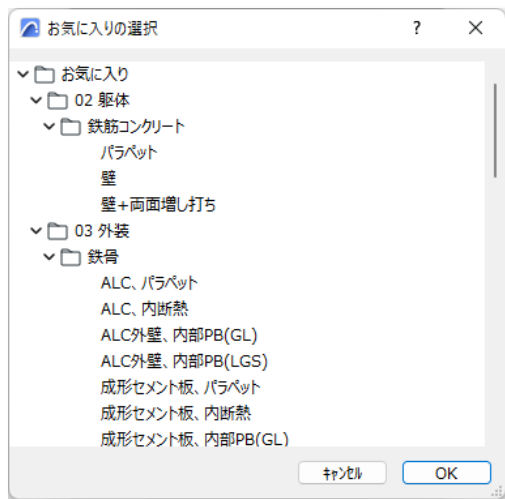 お気に入りの選択
?
お気に入り
02 躯体
鉄筋コンクリート
パラペット
壁
壁+両面増し打ち
03 外装
鉄骨
ALC、パラペット
ALC、内断熱
ALC外壁、内部PB(GL)
ALC外壁、内部PB(LGS)
成形セメント板、パラペット
成形セメント板、内断熱
成形セメント板、内部PB(GL)
ｷｬﾝｾﾙ
OK